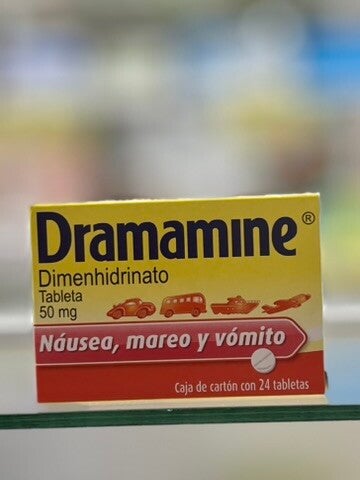 Dramamine®
Dimenhidrinato
Tableta
50 mg
Náusea, mareo y vómito
Caja de cartón con 24 tabletas